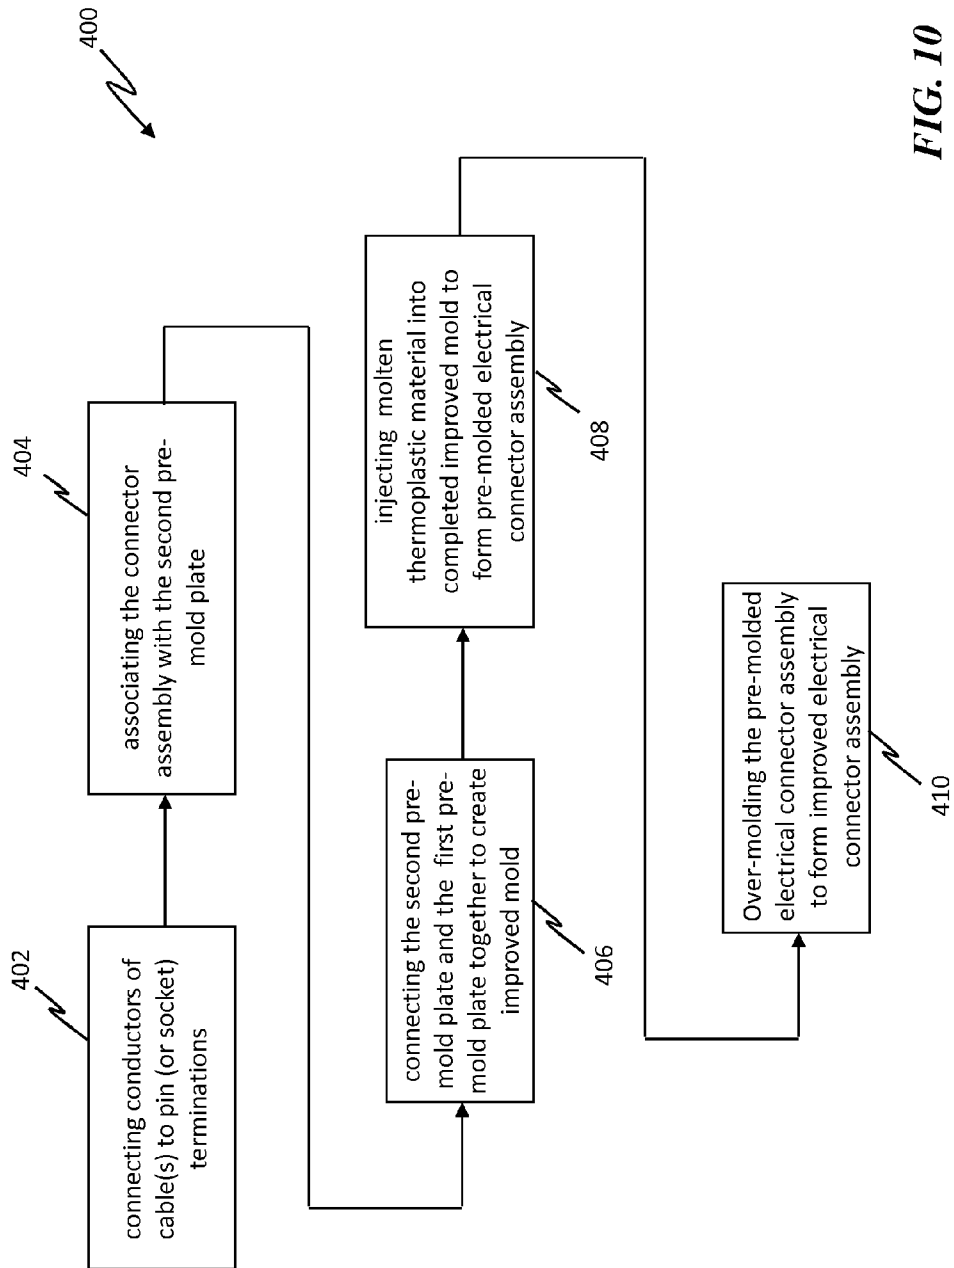 400
402
connecting conductors of
cable(s) to pin (or socket)
terminations
404
associating the connector
assembly with the second pre-
mold plate
connecting the second pre-
mold plate and the first pre-
mold plate together to create
improved mold
406
injecting molten
thermoplastic material into
completed improved mold to
form pre-molded electrical
connector assembly
408
Over-molding the pre-molded
electrical connector assembly
to form improved electrical
connector assembly
410
FIG. 10